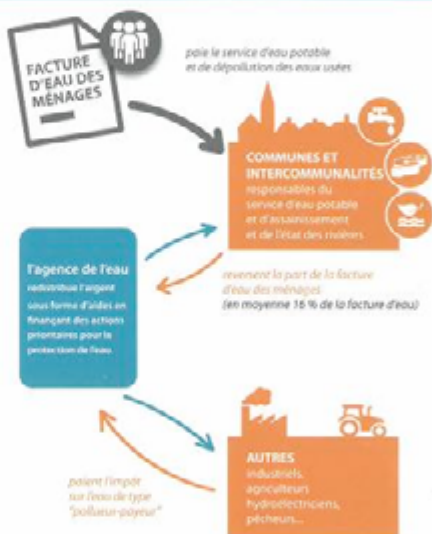 FACTURE
D'EAU DES
MÉNAGES
paie le service d'eau potable
et de dépollution des eaux usées
COMMUNES ET
INTERCOMMUNALITÉS
responsables du
service d'eau potable
et d'assainissement
et de l'état des rivières
reversent la part de la facture
d'eau des ménages
(en moyenne 16 % de la facture d'eau)
l'agence de l'eau
redistribue l'argent
sous forme d'aides en
finançant des actions
prioritaires pour la
protection de l'eau
AUTRES
industriels,
agriculteurs
hydroélectriciens,
pêcheurs...
paient l'impôt
sur l'eau de type
"pollueur-payeur"